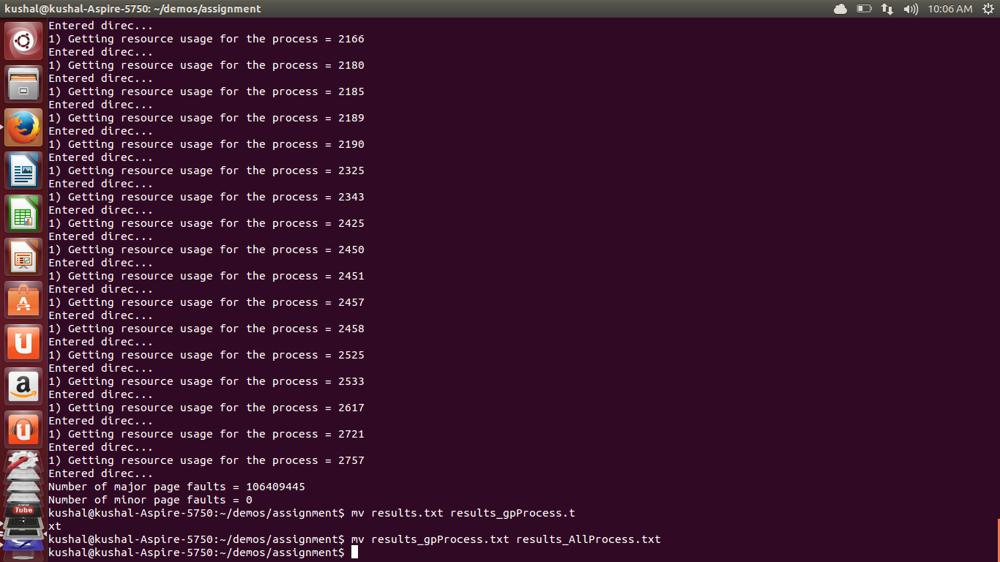 kushal@kushal-Aspire-5750: ~/demos/assignment
10:06 AM
Entered direc...
1) Getting resource usage for the process = 2166
Entered direc...
1) Getting resource usage for the process = 2180
Entered direc...
1) Getting resource usage for the process = 2185
Entered direc...
1) Getting resource usage for the process = 2189
Entered direc...
1) Getting resource usage for the process = 2190
Entered direc...
1) Getting resource usage for the process = 2325
Entered direc...
1) Getting resource usage for the process = 2343
Entered direc...
1) Getting resource usage for the process = 2425
Entered direc...
1) Getting resource usage for the process = 2450
Entered direc...
1) Getting resource usage for the process = 2451
Entered direc...
1) Getting resource usage for the process = 2457
Entered direc...
1) Getting resource usage for the process = 2458
Entered direc...
1) Getting resource usage for the process = 2525
Entered direc...
1) Getting resource usage for the process = 2533
Entered direc...
1) Getting resource usage for the process = 2617
Entered direc...
1) Getting resource usage for the process = 2721
Entered direc...
1) Getting resource usage for the process = 2757
Entered direc...
Number of major page faults = 106409445
Number of minor page faults = 0
kushal@kushal-Aspire-5750:~/demos/assignment$ mv results.txt results_gpProcess.t
xt
kushal@kushal-Aspire-5750:~/demos/assignment$ mv results_gpProcess.txt results_AllProcess.txt
kushal@kushal-Aspire-5750:~/demos/assignment$
Tube